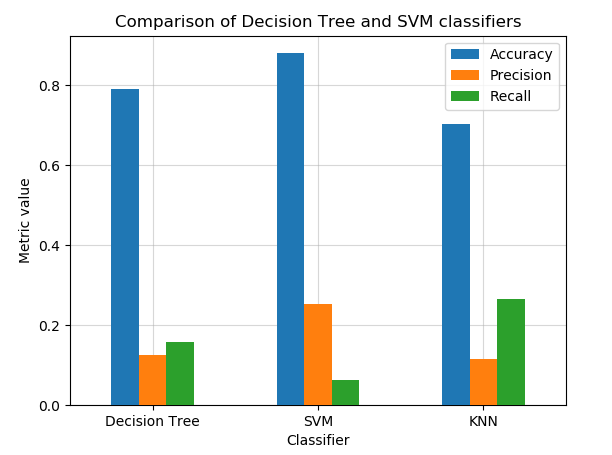 Comparison of Decision Tree and SVM classifiers
Accuracy
Precision
Recall
0.8
0.6
0.4
0.2
0.0
Metric value
Decision Tree
SVM
KNN
Classifier